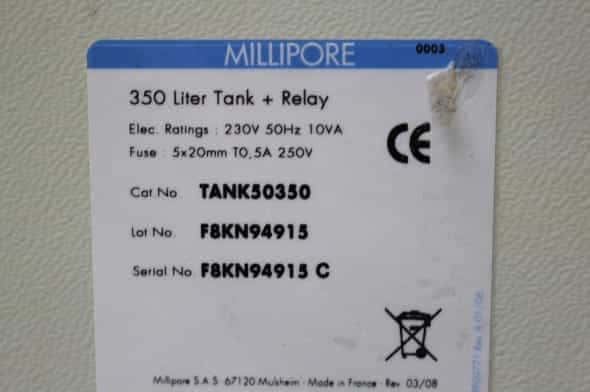 MILLIPORE 0003
350 Liter Tank + Relay
Elec. Ratings : 230V 50Hz 10VA
Fuse : 5x20mm T0,5A 250V
CE
Cat No. TANK50350
Lot No. F8KN94915
Serial No. F8KN94915 C
Millipore S.A.S 67120 Molsheim · Made in France · Rev. 03/08